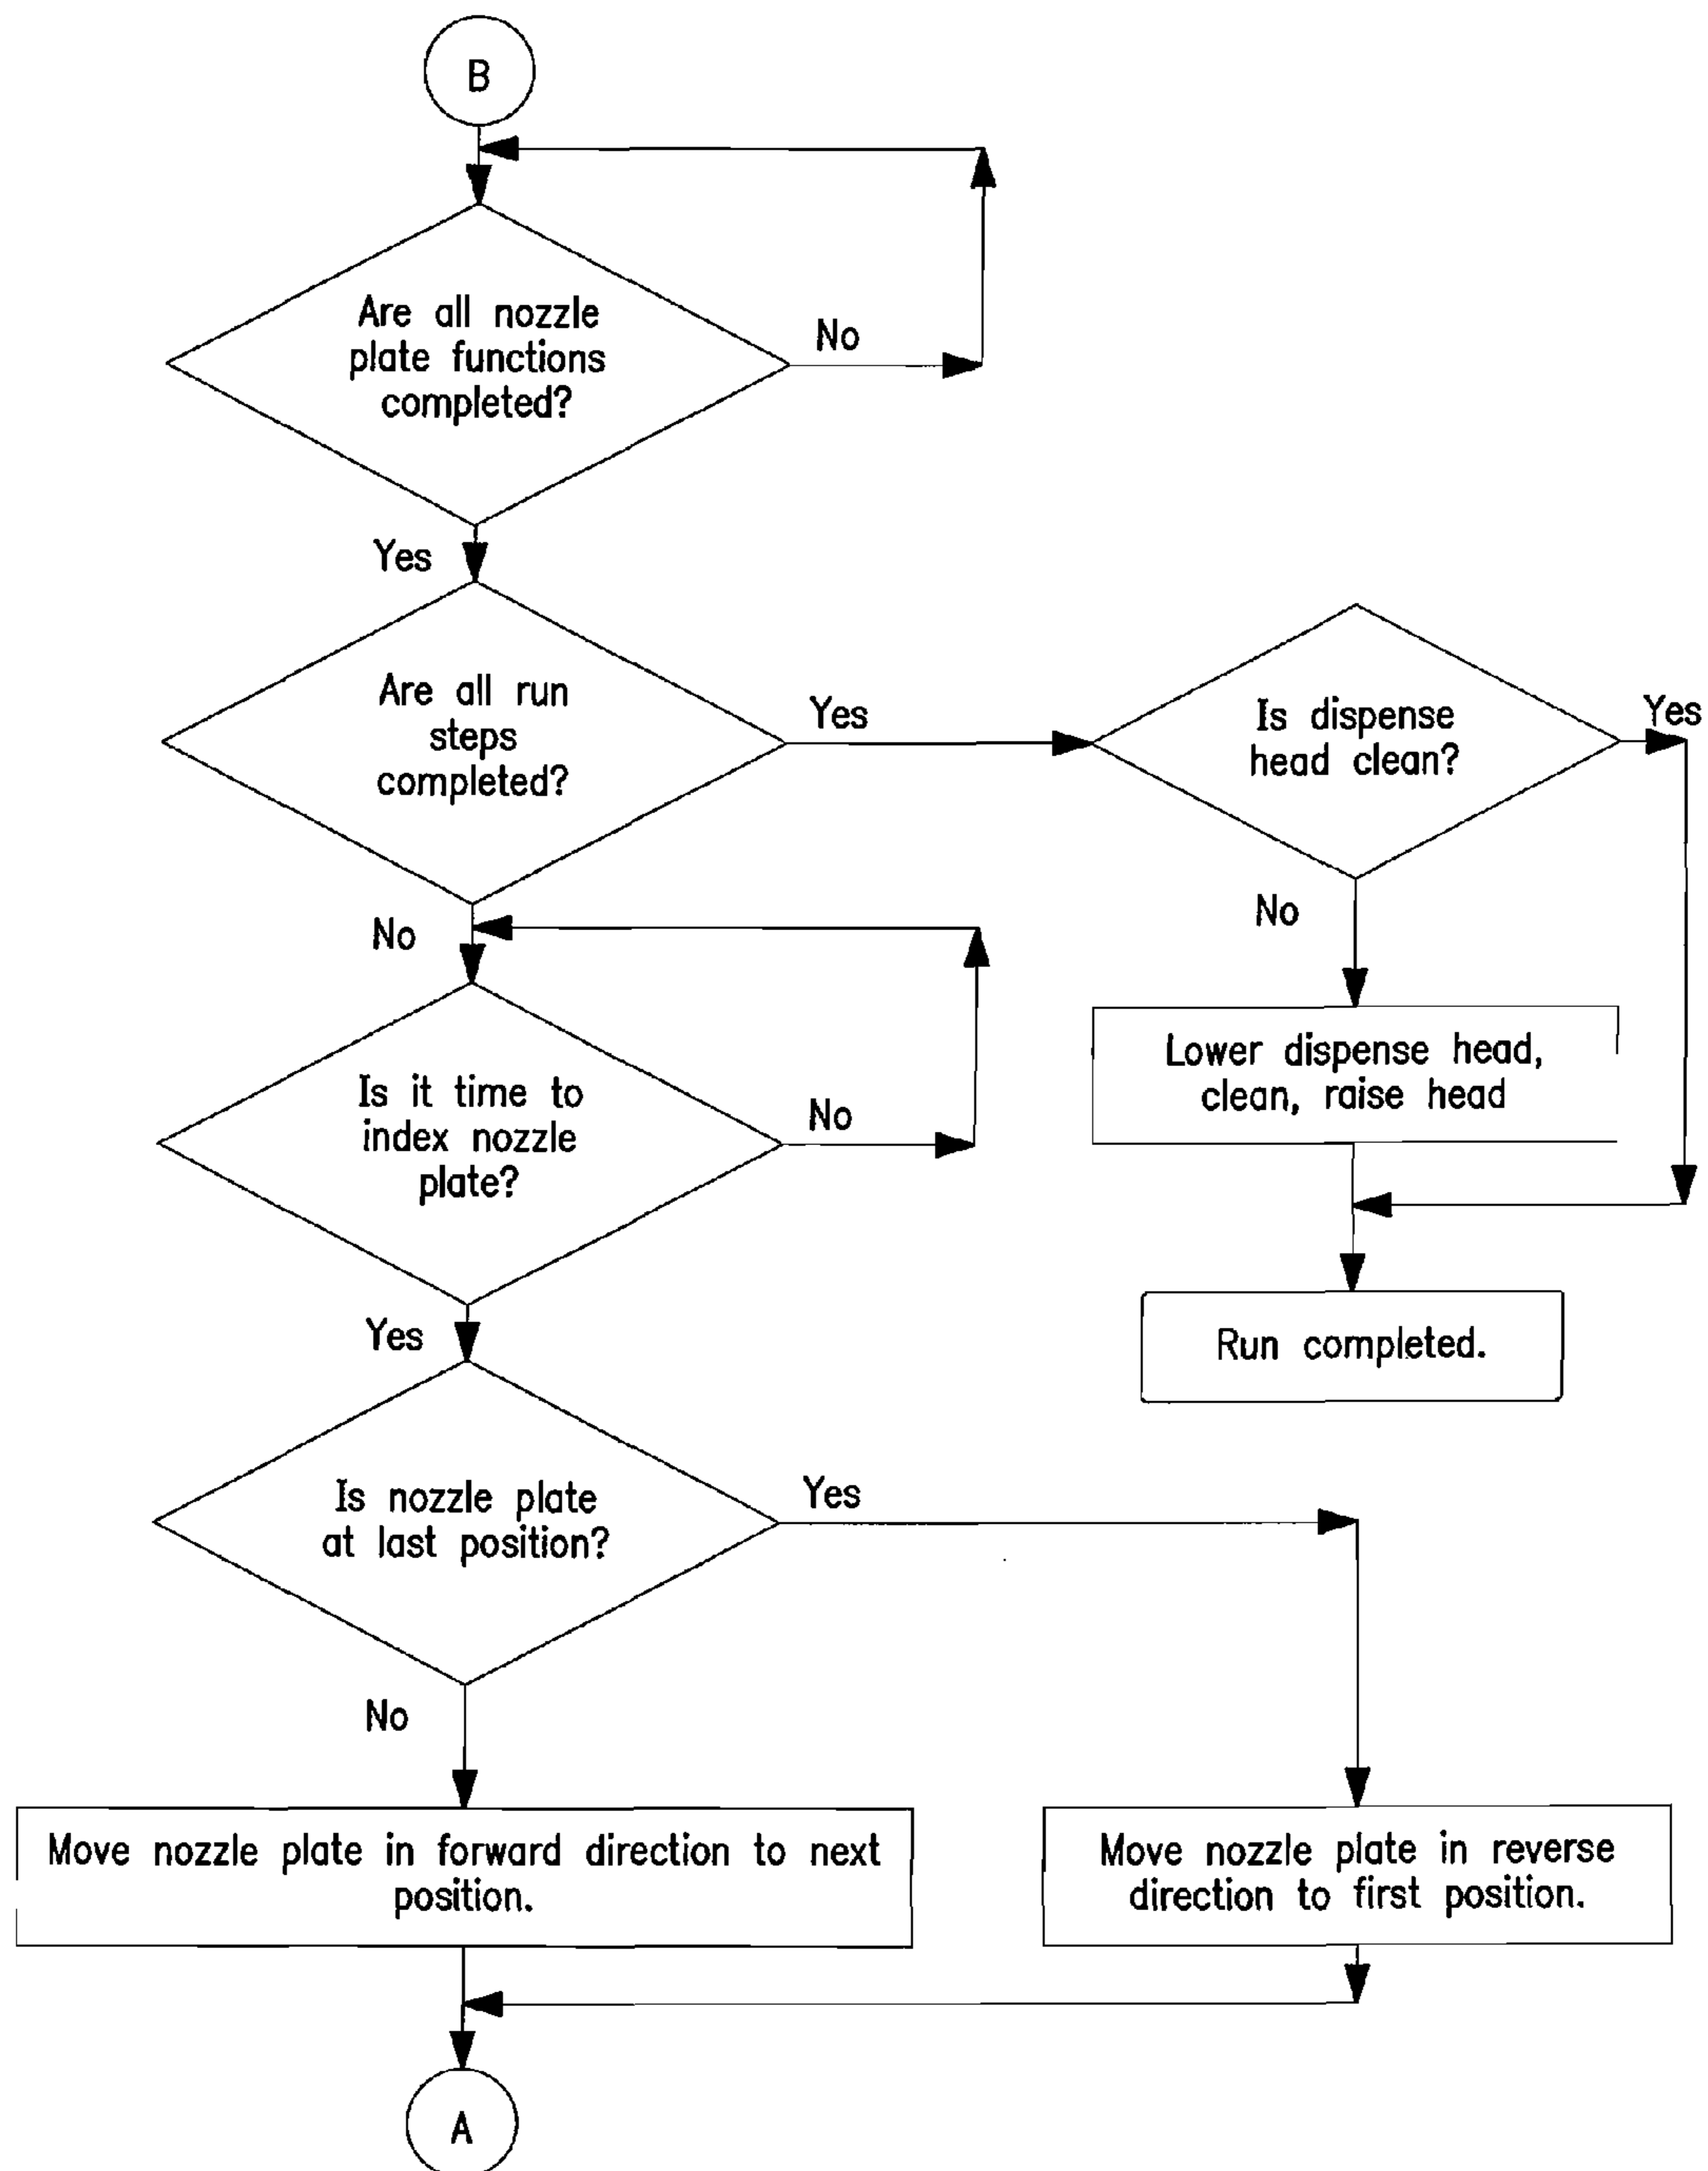 B
Are all nozzle
plate functions
completed?
No
Yes
Are all run
steps
completed?
Yes
Is dispense
head clean?
Yes
No
No
Lower dispense head,
clean, raise head
Is it time to
index nozzle
plate?
No
Yes
Run completed.
Is nozzle plate
at last position?
Yes
No
Move nozzle plate in forward direction to next
position.
Move nozzle plate in reverse
direction to first position.
A